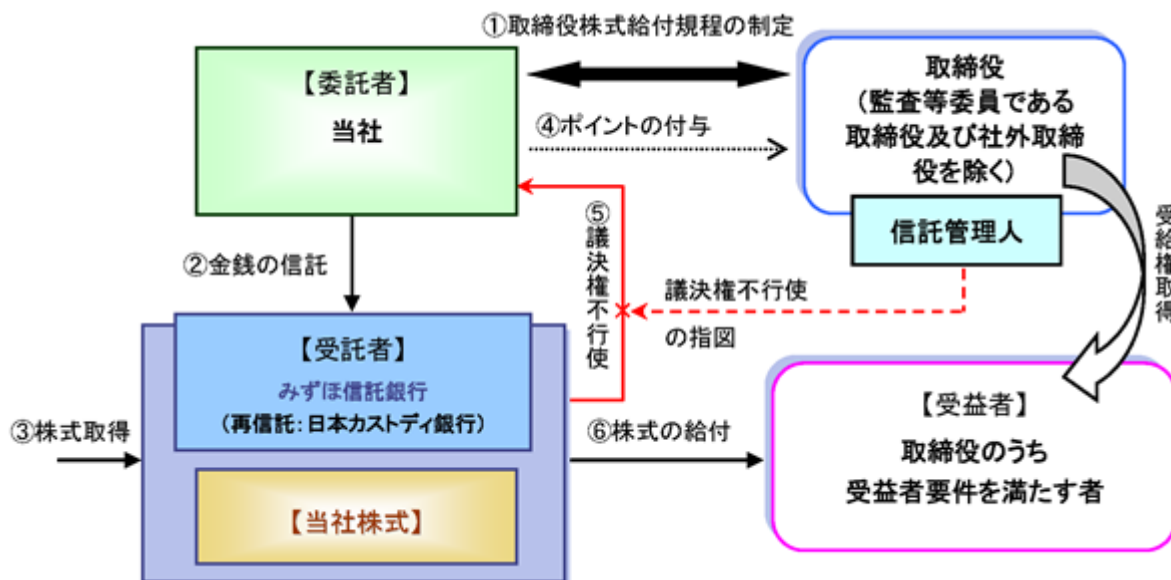 ①取締役株式給付規程の制定
【委託者】
当社
取締役
（監査等委員である
取締役及び社外取締
役を除く）
④ポイントの付与
信託管理人
受給権取得
②金銭の信託
⑤議決権不行使
議決権不行使
の指図
【受託者】
みずほ信託銀行
（再信託：日本カストディ銀行）
③株式取得
⑥株式の給付
【当社株式】
【受益者】
取締役のうち
受益者要件を満たす者